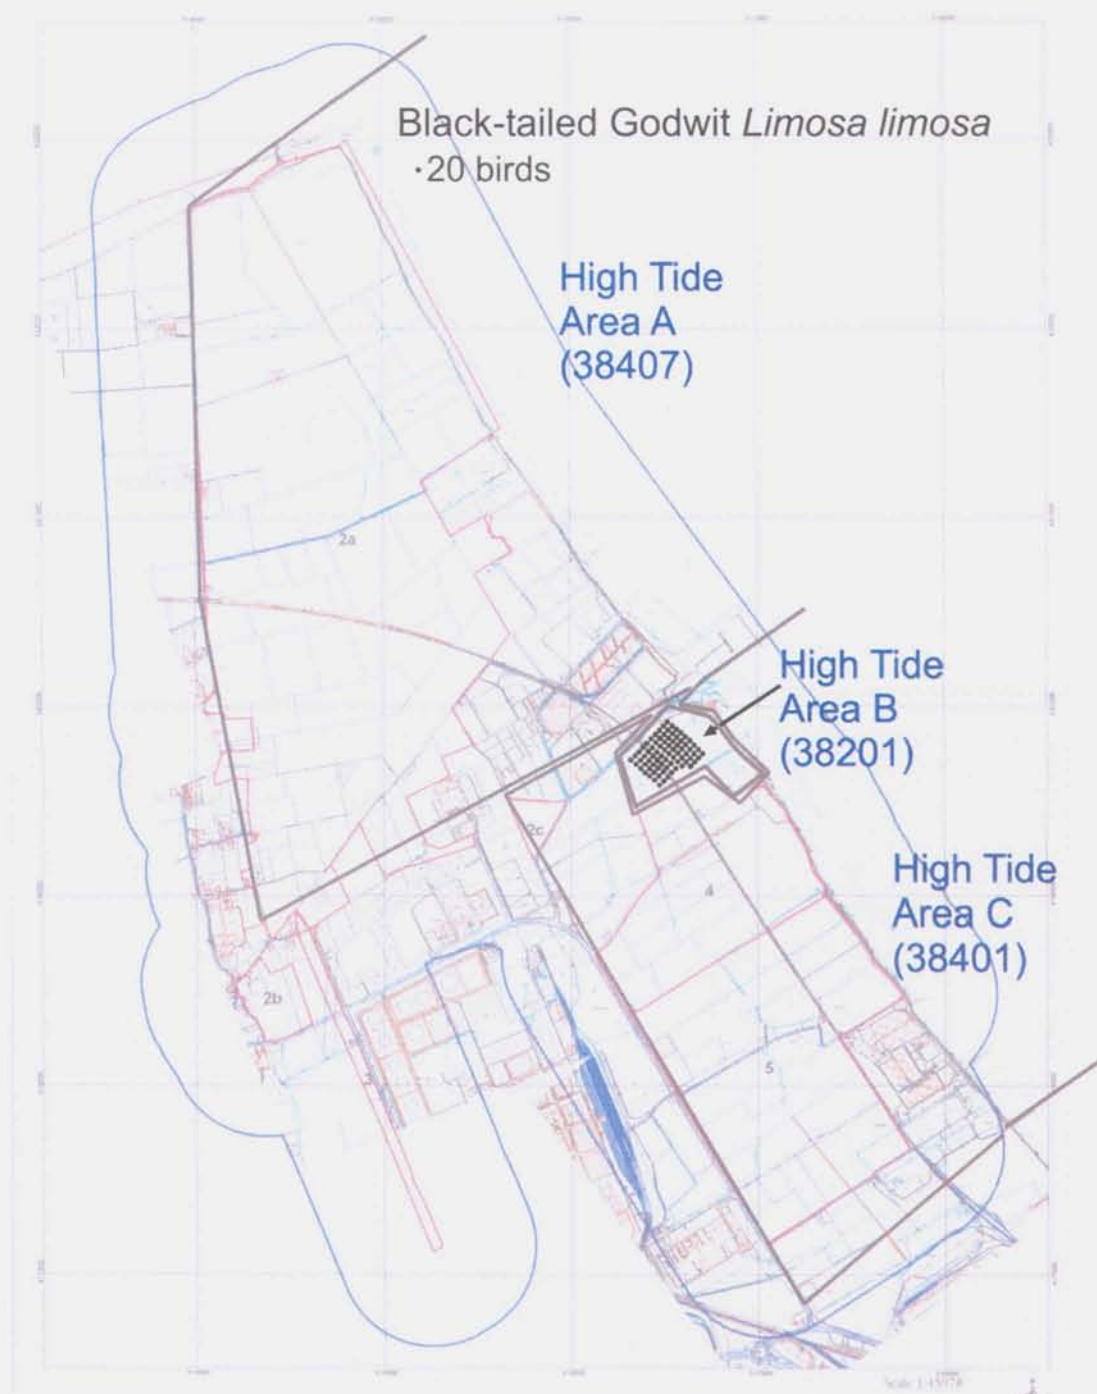 Black-tailed Godwit Limosa limosa
·20 birds
High Tide
Area A
(38407)
2a
High Tide
Area B
(38201)
2c
High Tide
Area C
(38401)
4
2b
5